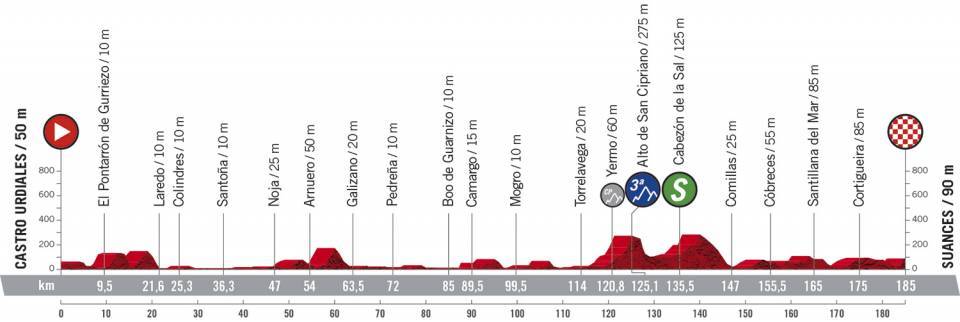 CASTRO URDIALES / 50 m
El Pontarrón de Gurriezo / 10 m
Laredo / 10 m
Colindres / 10 m
Santoña / 10 m
Noja / 25 m
Arnuero / 50 m
Galizano / 20 m
Pedreña / 10 m
Boo de Guarnizo / 10 m
Camargo / 15 m
Mogro / 10 m
Torrelavega / 20 m
Yermo / 60 m
Alto de San Cipriano / 275 m
Cabezón de la Sal / 125 m
Comillas / 25 m
Cóbreces / 55 m
Santillana del Mar / 85 m
Cortiguera / 85 m
SUANCES / 90 m
CP
3ª
S
800
600
400
200
0
800
600
400
200
0
km 9,5 21,6 25,3 36,3 47 54 63,5 72 85 89,5 99,5 114 120,8 125,1 135,5 147 155,5 165 175 185
0 10 20 30 40 50 60 70 80 90 100 110 120 130 140 150 160 170 180